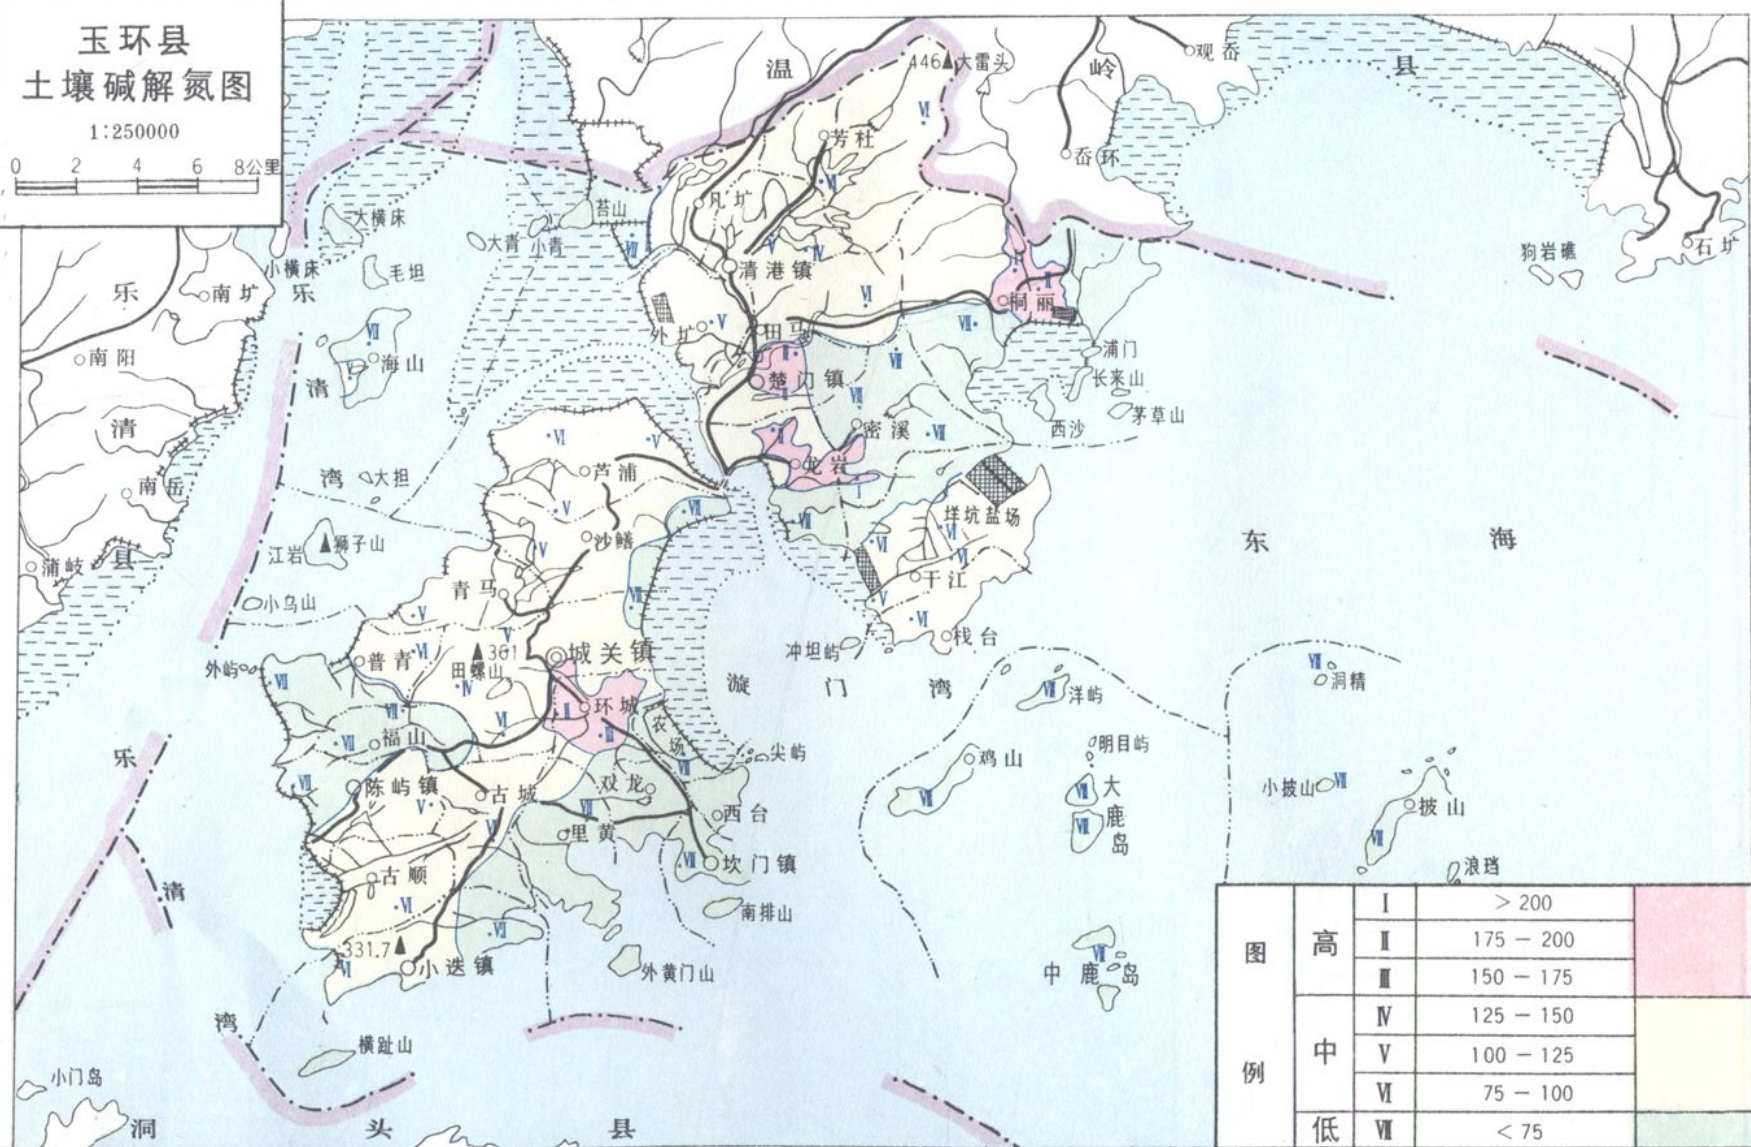 玉环县
土壤碱解氮图
1:250000
0 2 4 6 8公里
温 岭 县
446 大雷头
观岙
岙环
石圹
狗岩礁
芳杜
凡圹
苔山
大青 小青
大横床
小横床
毛坦
乐 清 湾
乐 清 县
南圹
南阳
南岳
蒲岐
海山
大担
江岩
狮子山
小乌山
外屿
清港镇
外圹
田马
楚门镇
桐丽
浦门
长来山
茅草山
西沙
密溪
龙岩
垟坑盐场
干江
栈台
冲坦屿
芦浦
沙鳝
青马
普青
361
田螺山
城关镇
环城
农场
漩 门 湾
东 海
尖屿
福山
陈屿镇
古城
双龙
里黄
西台
坎门镇
南排山
外黄门山
古顺
331.7
小迭镇
横趾山
乐 清 湾
小门岛
洞 头 县
洋屿
鸡山
明目屿
大鹿岛
中鹿岛
洞精
小披山
披山
浪珰
图例
高
Ⅰ >200
Ⅱ 175－200
Ⅲ 150－175
中
Ⅳ 125－150
Ⅴ 100－125
Ⅵ 75－100
低
Ⅶ <75